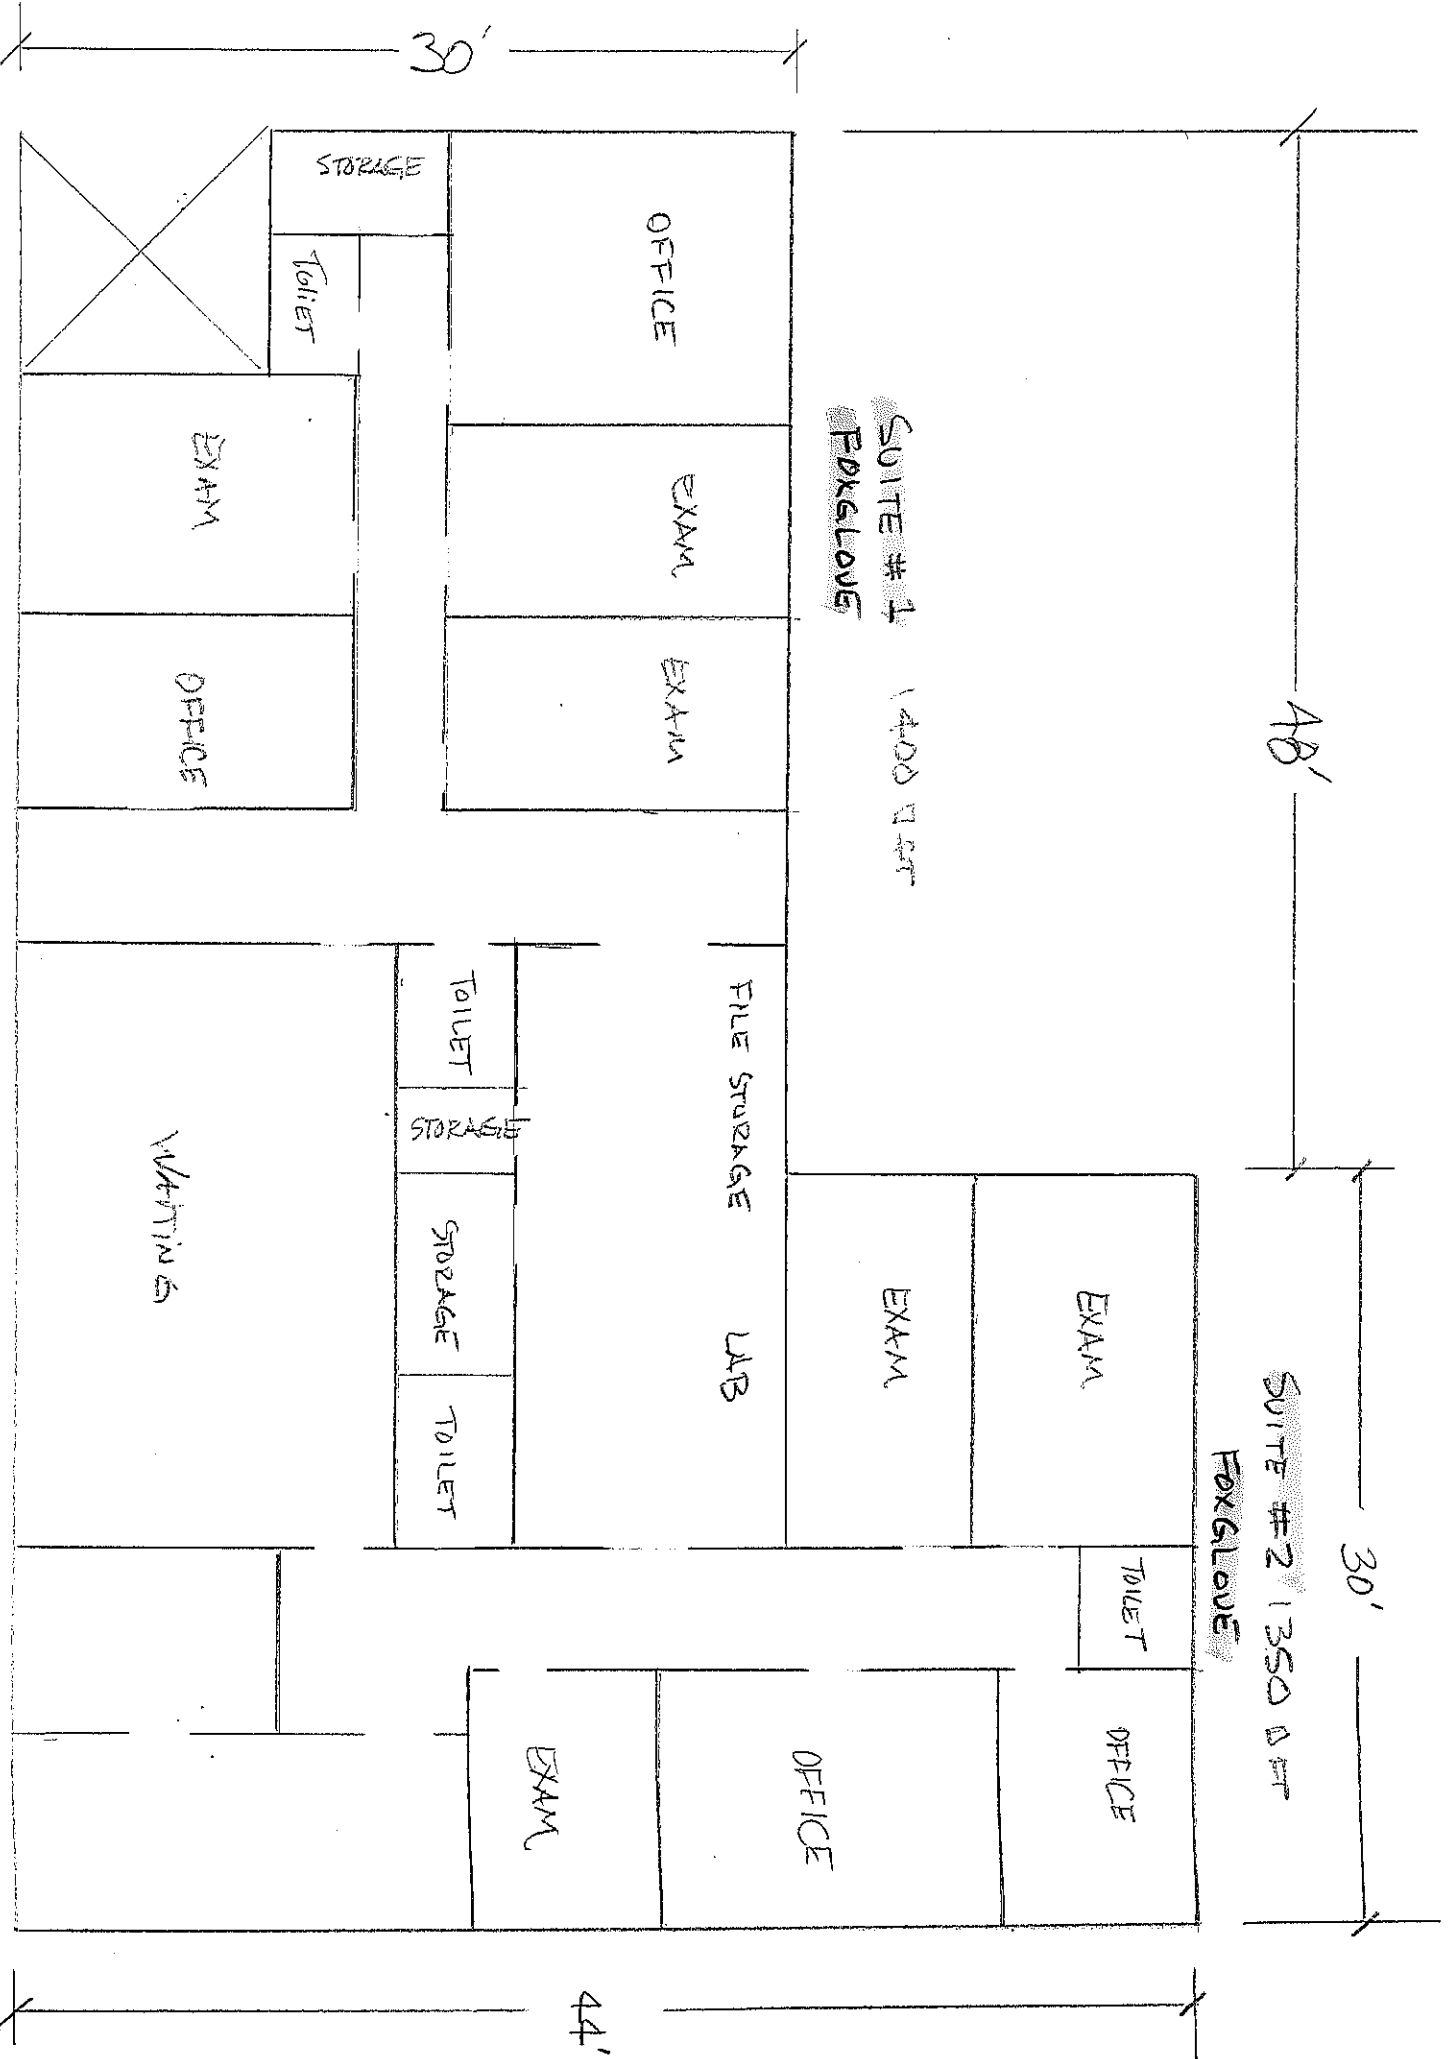 30'
48'
30'
SUITE #2 1350 □ FT
FOXGLOVE
SUITE #1 1400 □ FT
FOXGLOVE
EXAM
TOILET
OFFICE
EXAM
OFFICE
OFFICE
EXAM
EXAM
FILE STORAGE
LAB
EXAM
STORAGE
TOLIET
TOILET
STORAGE
STORAGE
TOILET
EXAM
OFFICE
WAITING
44'